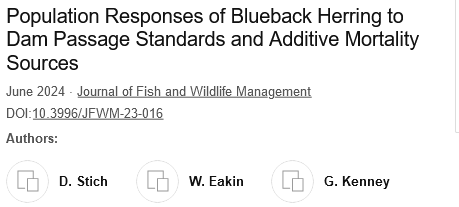 Population Responses of Blueback Herring to
Dam Passage Standards and Additive Mortality
Sources
June 2024 · Journal of Fish and Wildlife Management
DOI:10.3996/JFWM-23-016
Authors:
D. Stich W. Eakin G. Kenney